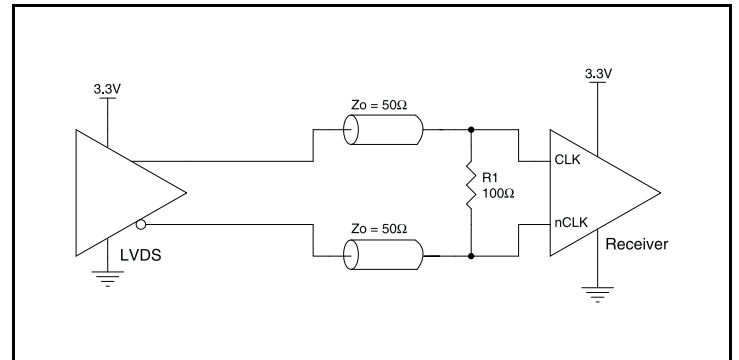 3.3V
3.3V
Zo = 50Ω
CLK
R1
100Ω
nCLK
Zo = 50Ω
LVDS
Receiver